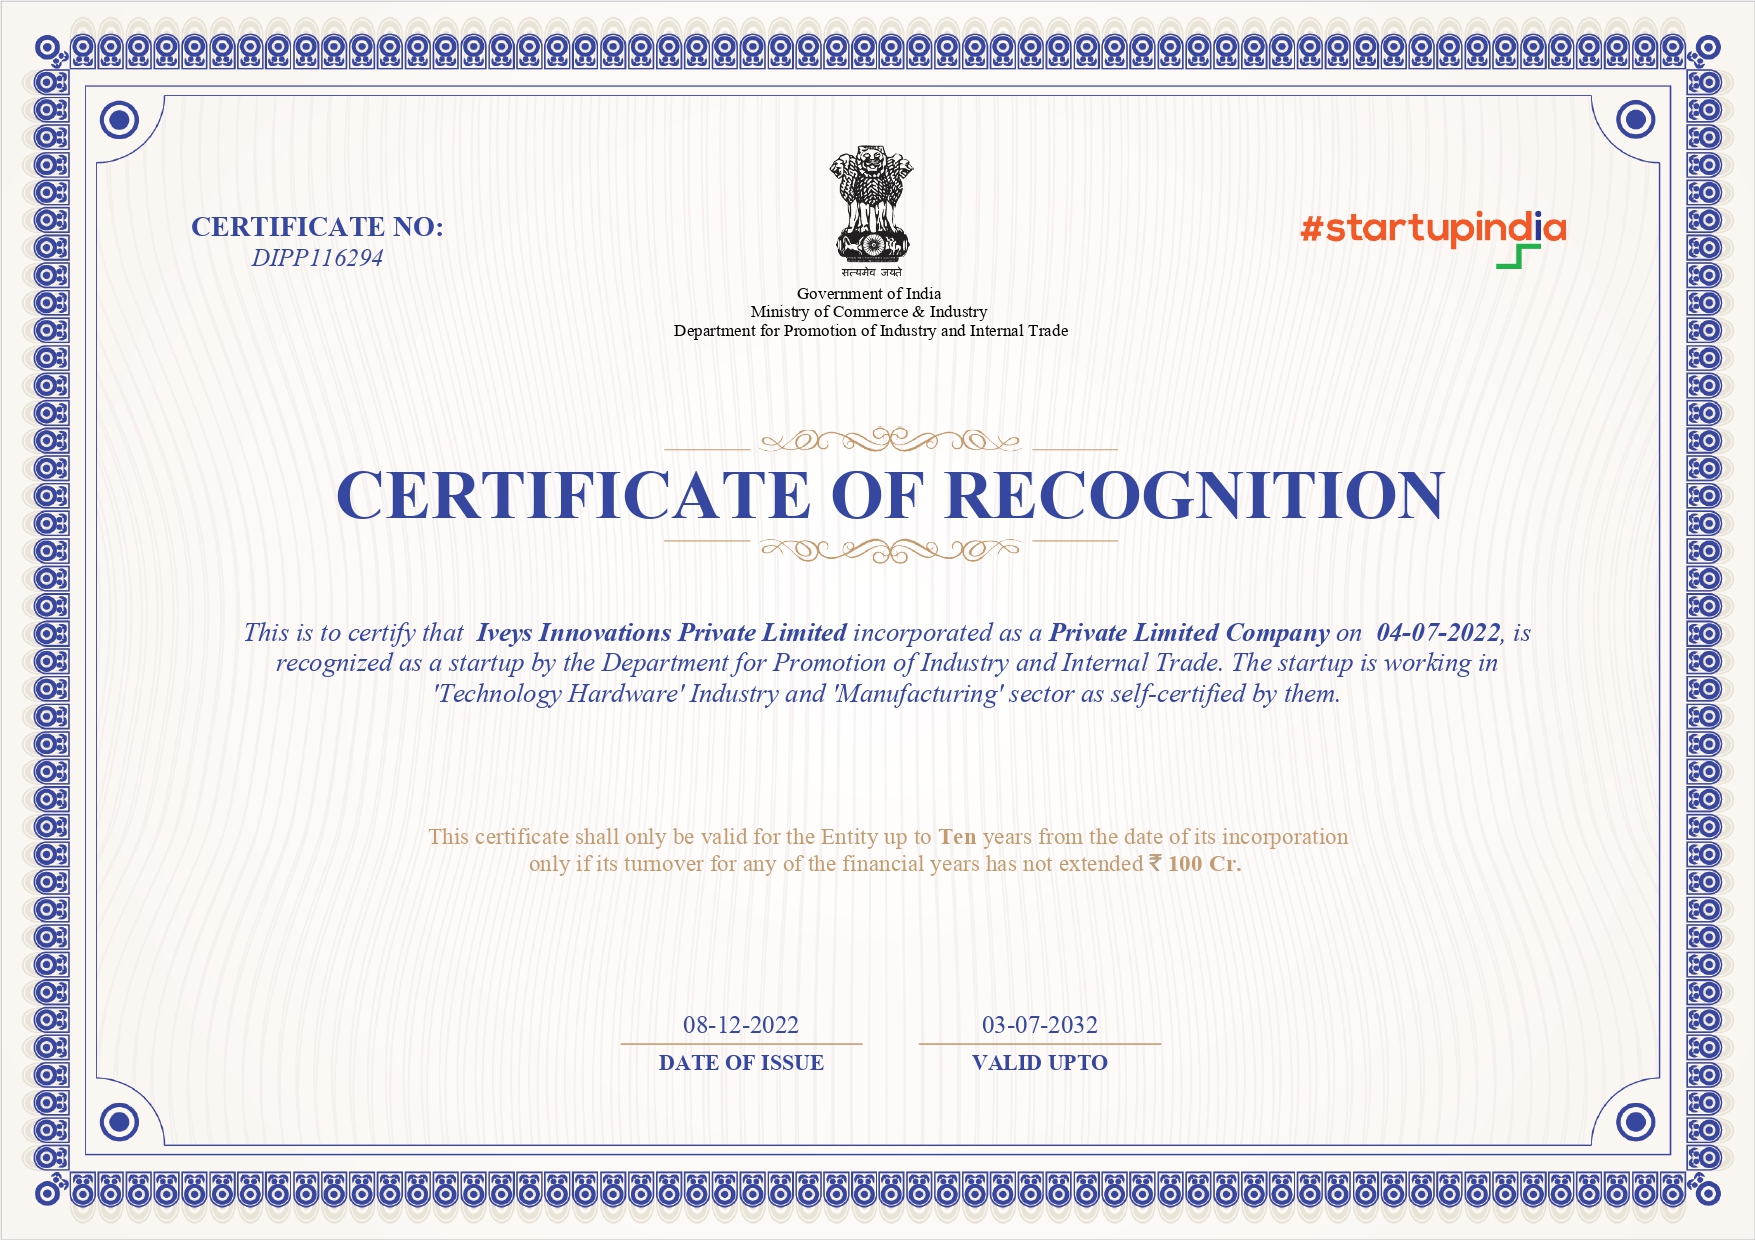 CERTIFICATE NO:
DIPP116294
सत्यमेव जयते
Government of India
Ministry of Commerce & Industry
Department for Promotion of Industry and Internal Trade
#startupindia
CERTIFICATE OF RECOGNITION
This is to certify that Iveys Innovations Private Limited incorporated as a Private Limited Company on 04-07-2022, is
recognized as a startup by the Department for Promotion of Industry and Internal Trade. The startup is working in
'Technology Hardware' Industry and 'Manufacturing' sector as self-certified by them.
This certificate shall only be valid for the Entity up to Ten years from the date of its incorporation
only if its turnover for any of the financial years has not extended ₹ 100 Cr.
08-12-2022
DATE OF ISSUE
03-07-2032
VALID UPTO